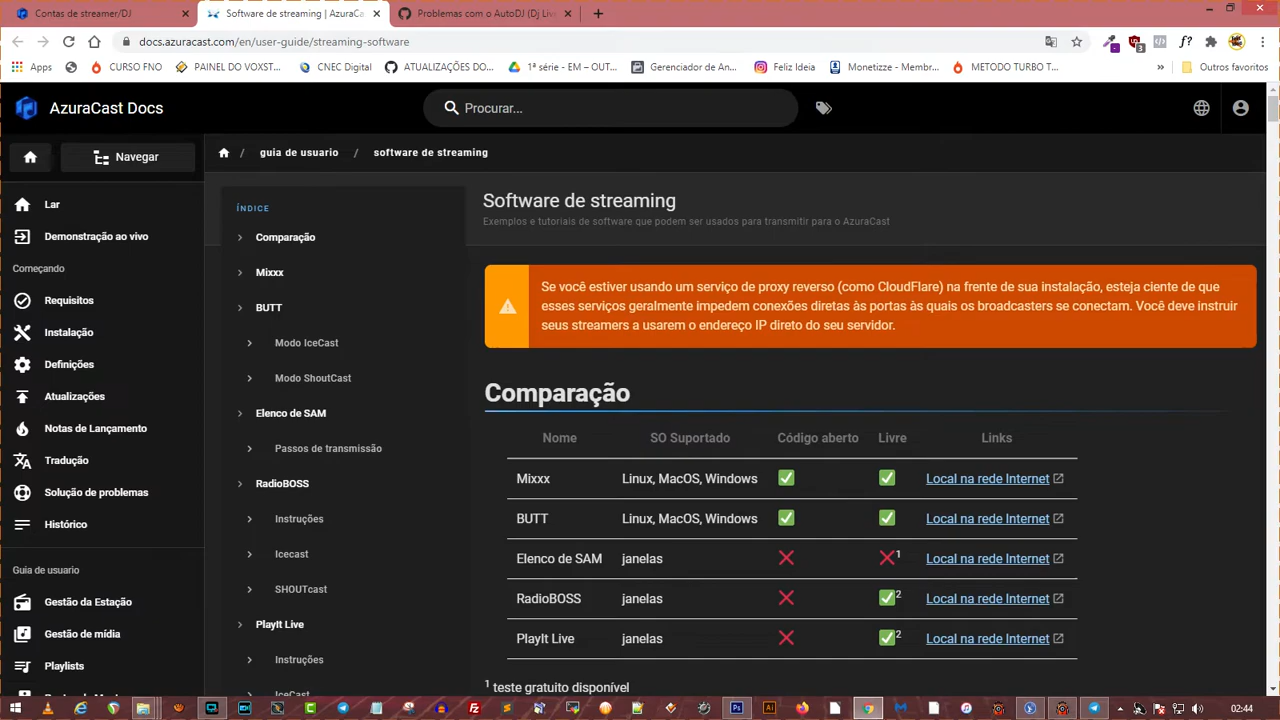 Contas de streamer/DJ
Software de streaming | AzuraCa
Problemas com o AutoDJ (Dj Liv
docs.azuracast.com/en/user-guide/streaming-software
3
f?
Apps
CURSO FNO
PAINEL DO VOXST...
CNEC Digital
ATUALIZAÇÕES DO...
1ª série - EM – OUT...
Gerenciador de An...
Feliz Ideia
Monetizze - Memb...
METODO TURBO T...
»
Outros favoritos
AzuraCast Docs
Procurar...
Navegar
/ guia de usuario / software de streaming
Lar
Demonstração ao vivo
Começando
Requisitos
Instalação
Definições
Atualizações
Notas de Lançamento
Tradução
Solução de problemas
Histórico
Guia de usuario
Gestão da Estação
Gestão de mídia
Playlists
ÍNDICE
Comparação
Mixxx
BUTT
Modo IceCast
Modo ShoutCast
Elenco de SAM
Passos de transmissão
RadioBOSS
Instruções
Icecast
SHOUTcast
PlayIt Live
Instruções
IceCast
Software de streaming
Exemplos e tutoriais de software que podem ser usados para transmitir para o AzuraCast
Se você estiver usando um serviço de proxy reverso (como CloudFlare) na frente de sua instalação, esteja ciente de que
esses serviços geralmente impedem conexões diretas às portas às quais os broadcasters se conectam. Você deve instruir
seus streamers a usarem o endereço IP direto do seu servidor.
Comparação
Nome SO Suportado Código aberto Livre Links
Mixxx Linux, MacOS, Windows ✅ ✅ Local na rede Internet
BUTT Linux, MacOS, Windows ✅ ✅ Local na rede Internet
Elenco de SAM janelas ❌ ❌1 Local na rede Internet
RadioBOSS janelas ❌ ✅2 Local na rede Internet
PlayIt Live janelas ❌ ✅2 Local na rede Internet
1 teste gratuito disponível
02:44